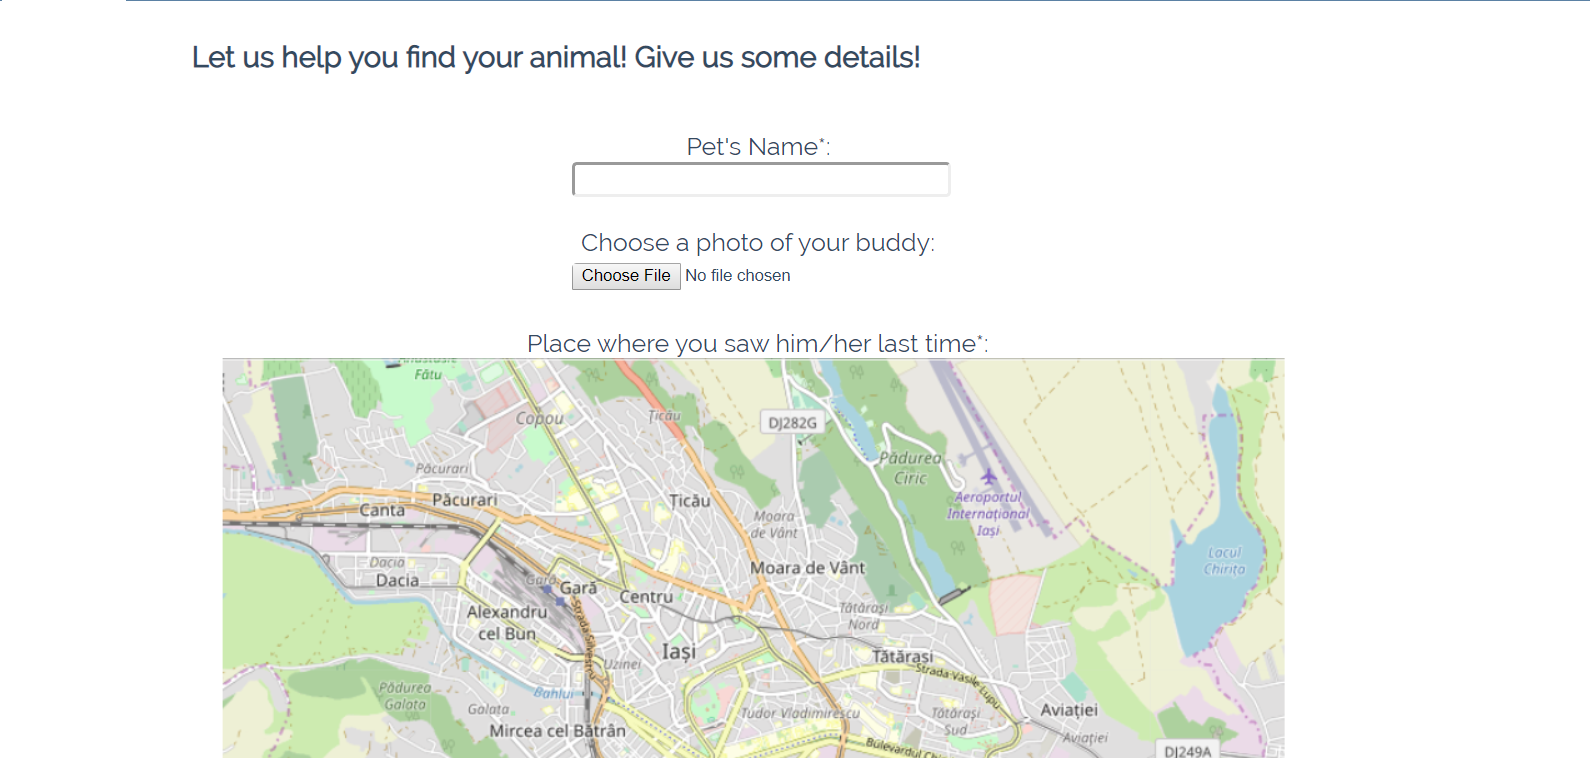 Let us help you find your animal! Give us some details!
Pet's Name*:
Choose a photo of your buddy:
Choose File No file chosen
Place where you saw him/her last time*:
Anastasie
Fătu
Copou
Țicău
DJ282G
Pădurea
Ciric
Păcurari
Păcurari
Canta
Țicău
Aeroportul
Internațional
Iași
Moara
de Vânt
Lacul
Chirița
Dacia
Dacia
Gară
Gară
Moara de Vânt
Centru
Alexandru
cel Bun
Strada Silvestru
Tătărași
Nord
Iași
Uzinei
Tătărași
Strada Vasile Lupu
Pădurea
Galata
Galata
Bahlui
Tudor Vladimirescu
Tătărași
Sud
Aviației
Aviației
Mircea cel Bătrân
Bulevardul
DJ249A